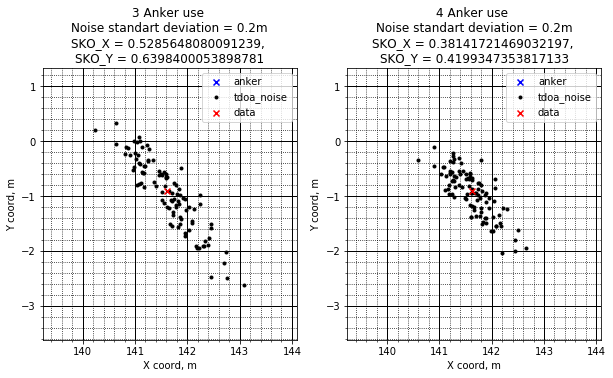 3 Anker use
Noise standart deviation = 0.2m
SKO_X = 0.5285648080091239,
SKO_Y = 0.6398400053898781
anker
tdoa_noise
data
1
0
−1
−2
−3
Y coord, m
140
141
142
143
144
X coord, m
4 Anker use
Noise standart deviation = 0.2m
SKO_X = 0.38141721469032197,
SKO_Y = 0.4199347353817133
anker
tdoa_noise
data
1
0
−1
−2
−3
Y coord, m
140
141
142
143
144
X coord, m